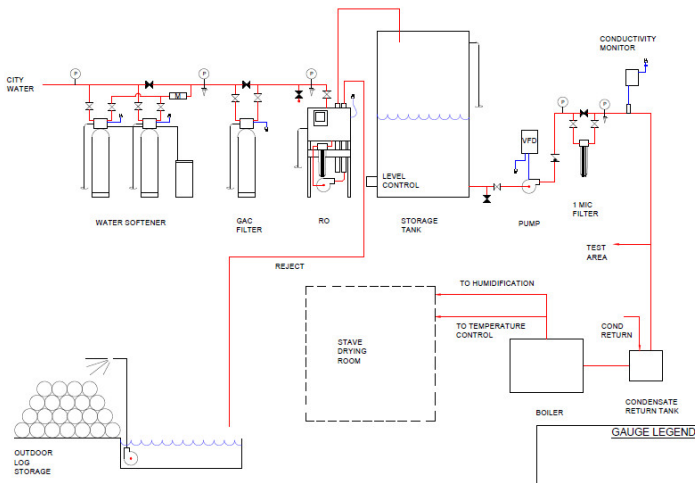 CONDUCTIVITY
MONITOR
CITY
WATER
P
P
P
P
P
M
VFD
LEVEL
CONTROL
WATER SOFTENER
GAC
FILTER
RO
STORAGE
TANK
PUMP
1 MIC
FILTER
TEST
AREA
REJECT
TO HUMIDIFICATION
TO TEMPERATURE
CONTROL
COND
RETURN
STAVE
DRYING
ROOM
BOILER
CONDENSATE
RETURN TANK
GAUGE LEGEND
OUTDOOR
LOG
STORAGE